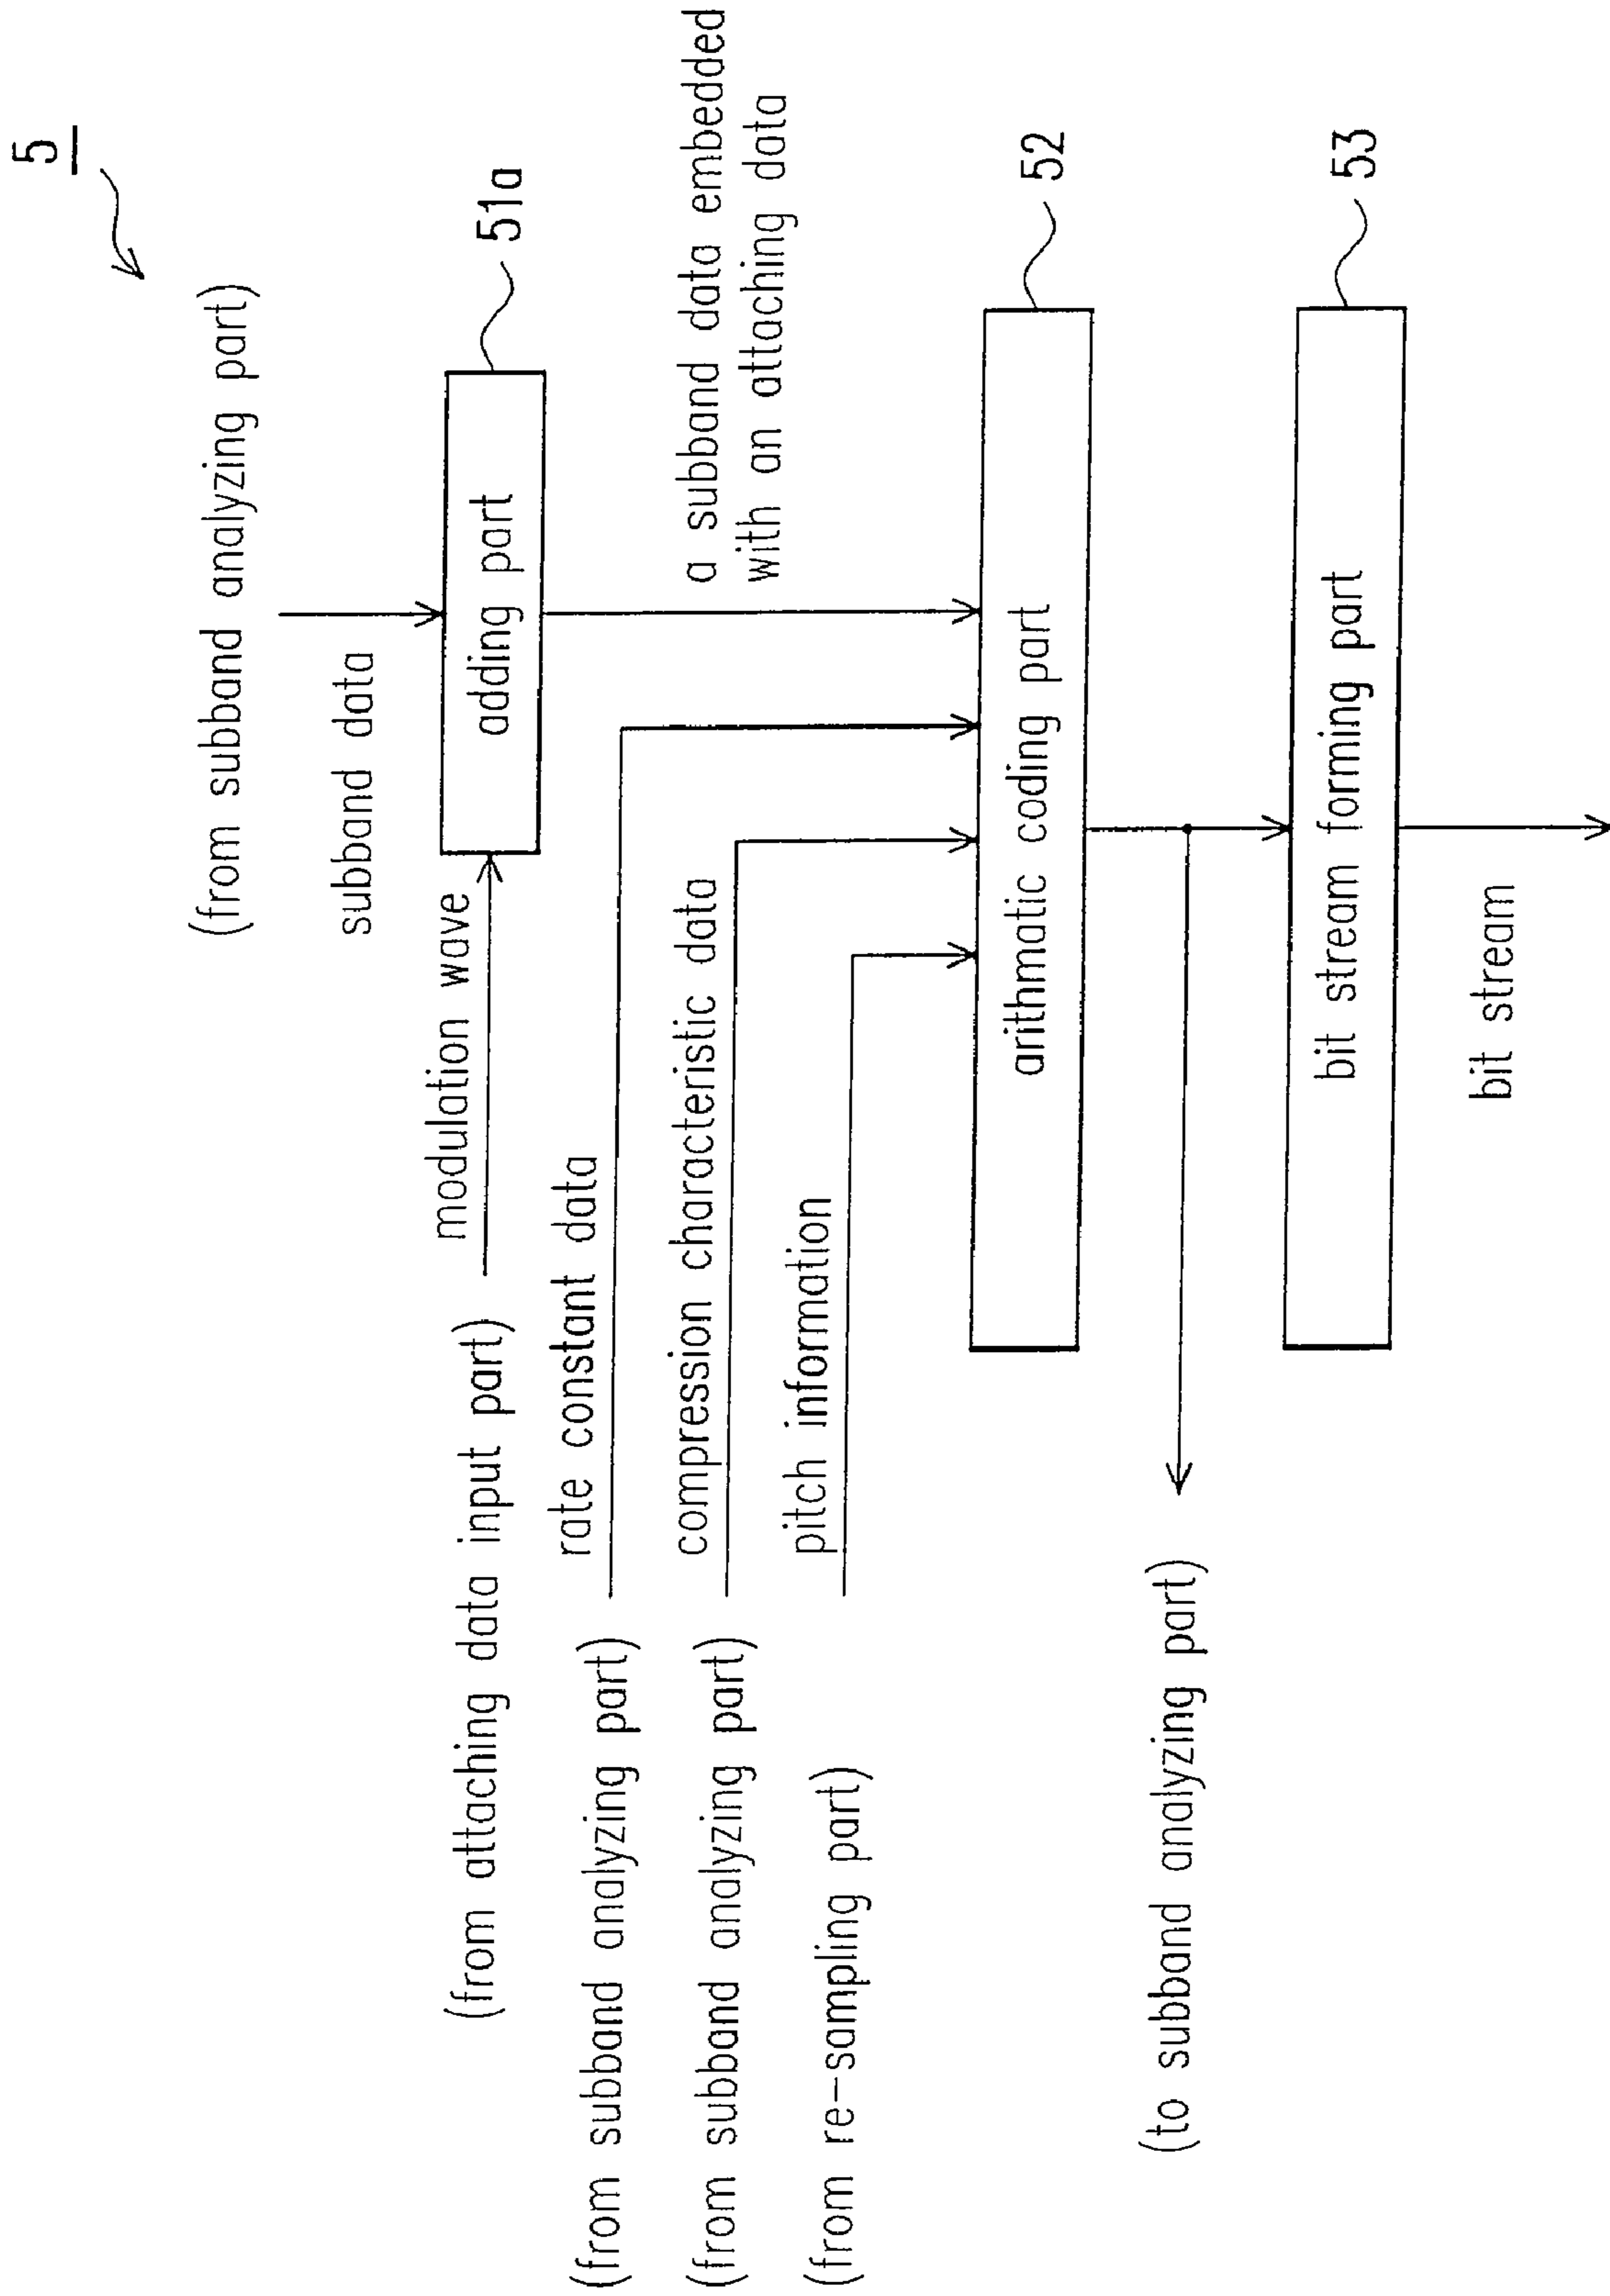 5
(from subband analyzing part)
subband data
(from attaching data input part)
modulation wave
adding part
51a
rate constant data
(from subband analyzing part)
a subband data embedded
with an attaching data
compression characteristic data
(from subband analyzing part)
pitch information
(from re-sampling part)
arithmatic coding part
52
(to subband analyzing part)
bit stream forming part
53
bit stream